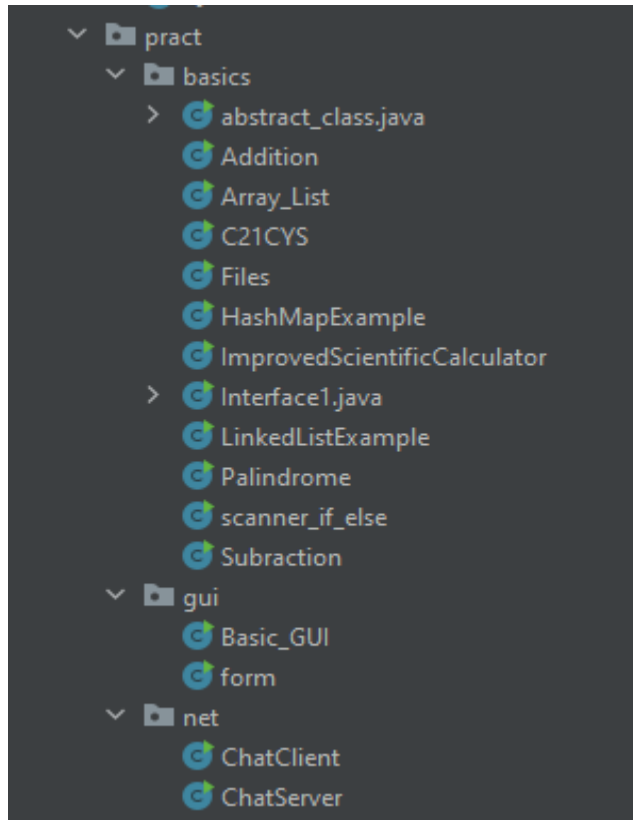 pract
basics
abstract_class.java
Addition
Array_List
C21CYS
Files
HashMapExample
ImprovedScientificCalculator
Interface1.java
LinkedListExample
Palindrome
scanner_if_else
Subraction
gui
Basic_GUI
form
net
ChatClient
ChatServer